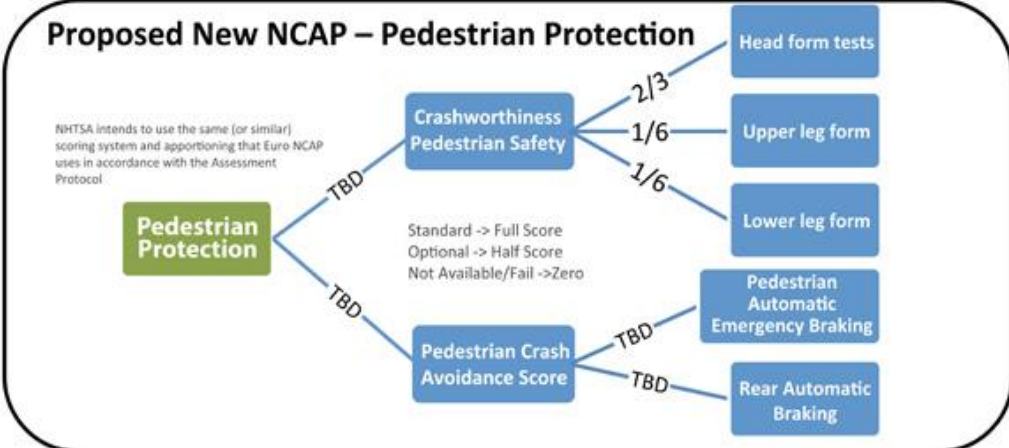 Proposed New NCAP – Pedestrian Protection
NHTSA intends to use the same (or similar)
scoring system and apportioning that Euro NCAP
uses in accordance with the Assessment
Protocol
Pedestrian
Protection
TBD
TBD
Crashworthiness
Pedestrian Safety
2/3
1/6
1/6
Head form tests
Upper leg form
Lower leg form
Standard -> Full Score
Optional -> Half Score
Not Available/Fail ->Zero
Pedestrian Crash
Avoidance Score
TBD
TBD
Pedestrian
Automatic
Emergency Braking
Rear Automatic
Braking